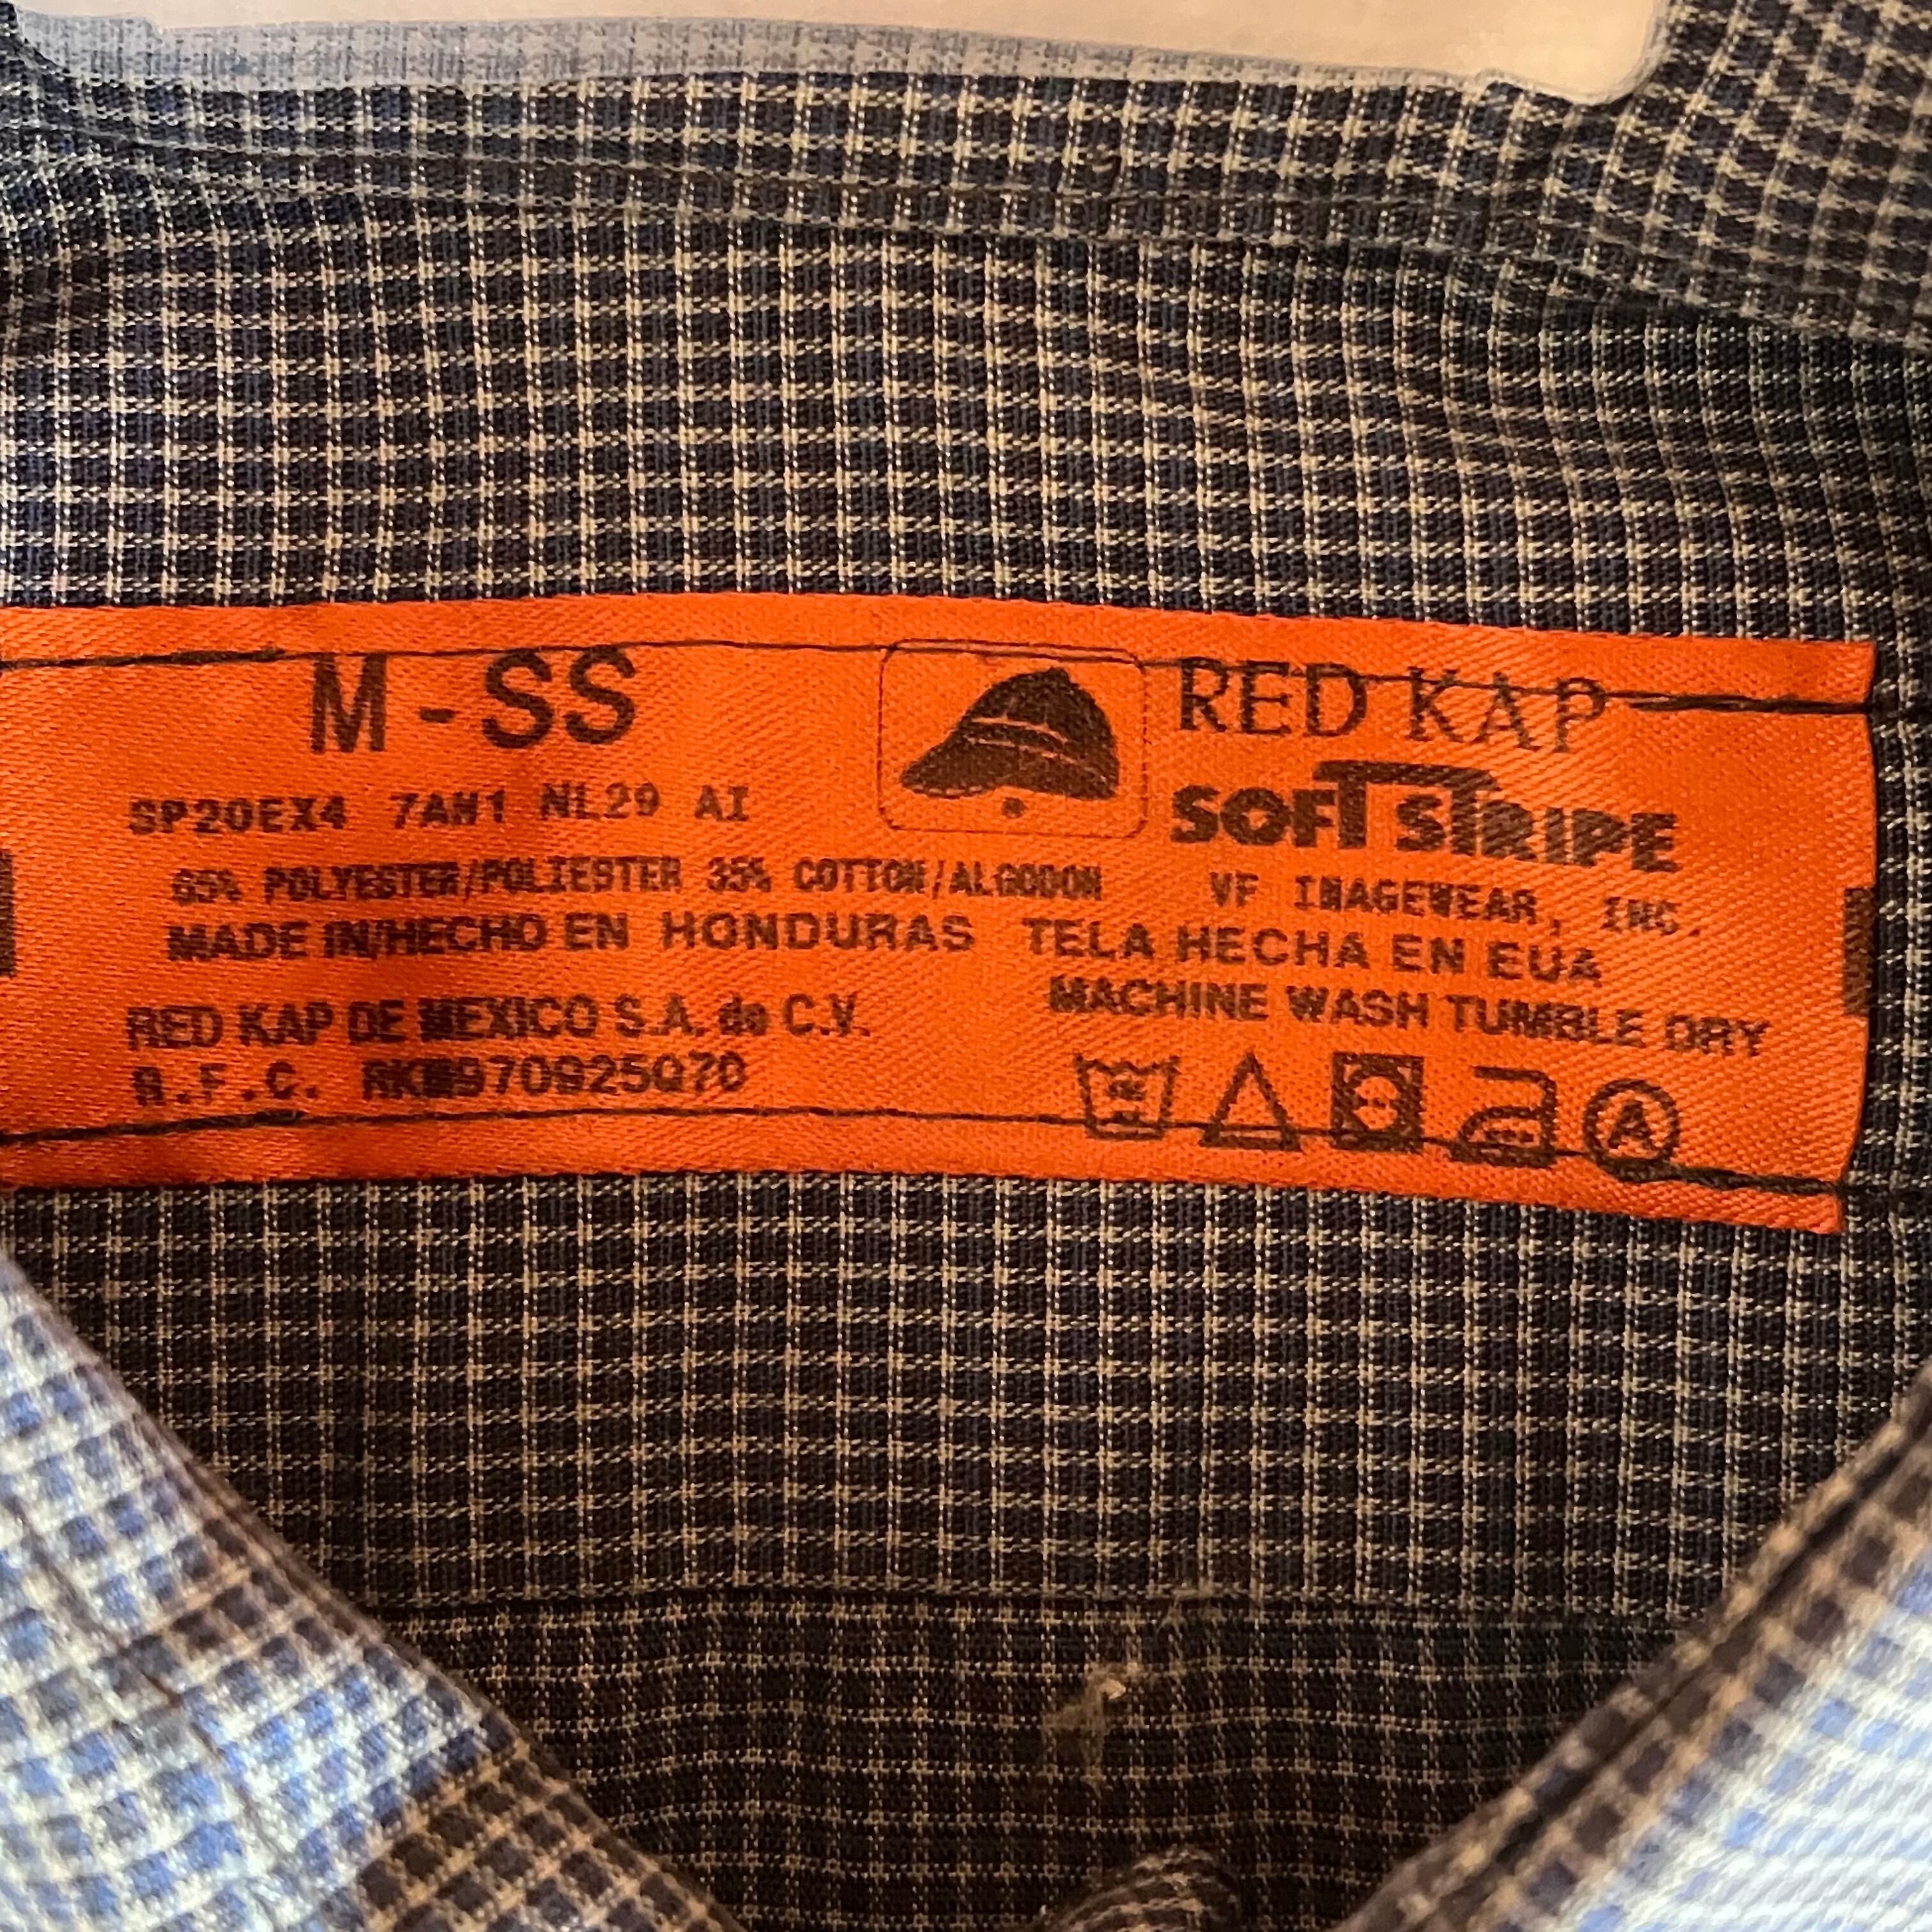 M - SS
SP20EX4 7AH1 NL29 AI
65% POLYESTER/POLIESTER 35% COTTON/ALGODON
MADE IN/HECHO EN HONDURAS
RED KAP DE MEXICO S.A. de C.V.
R.F.C. RKM970925Q70
RED KAP
SOFT STRIPE
VF IMAGEWEAR, INC.
TELA HECHA EN EUA
MACHINE WASH TUMBLE DRY
A